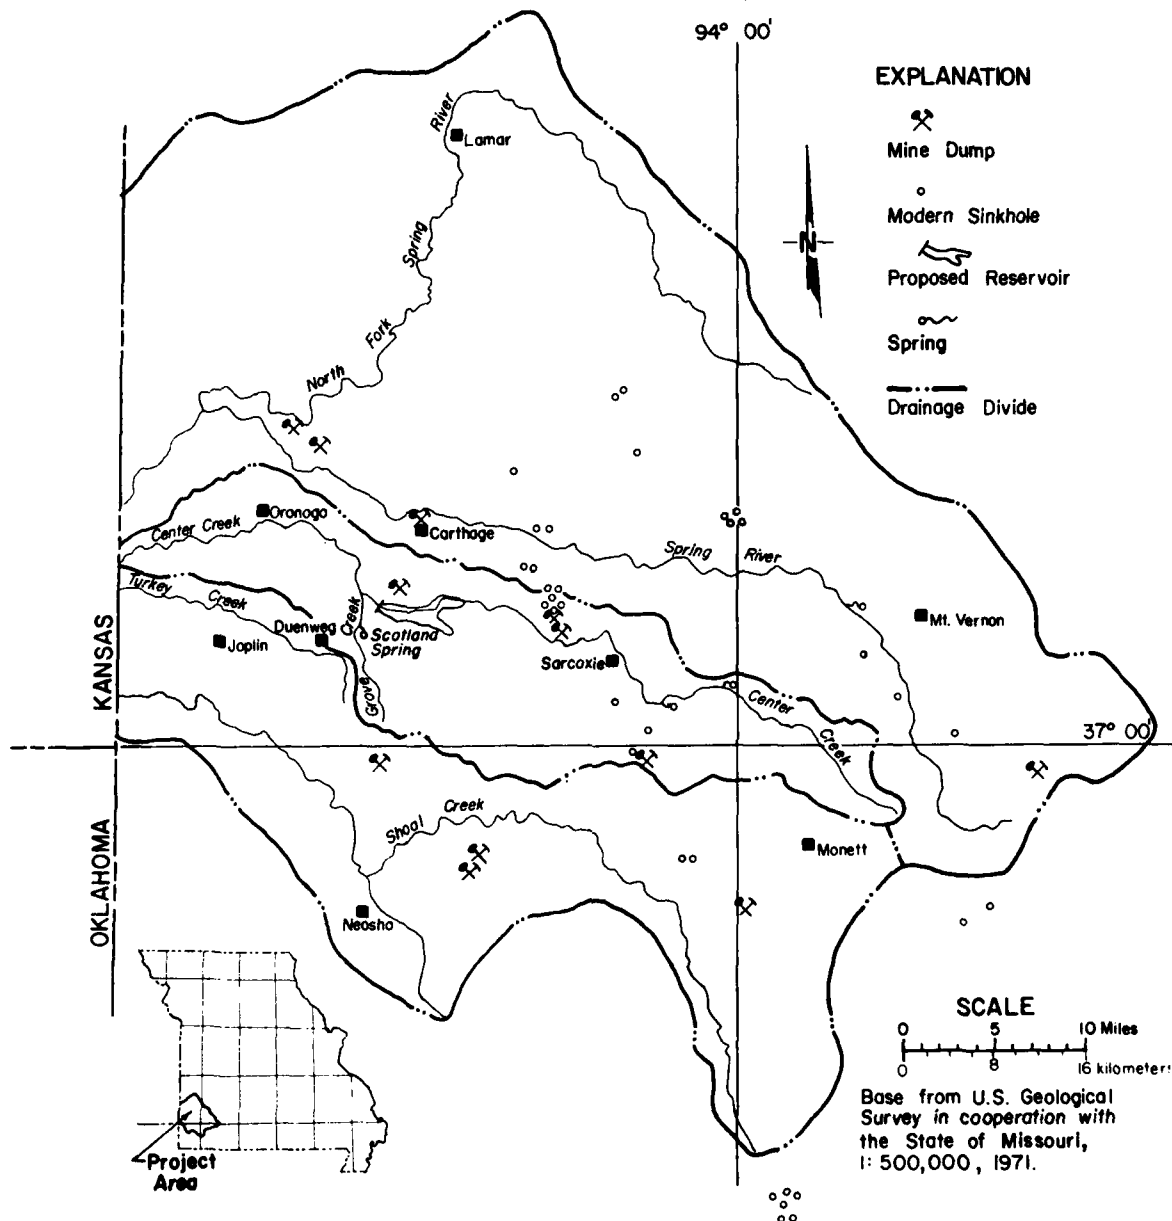 94° 00'
EXPLANATION
Mine Dump
Modern Sinkhole
Proposed Reservoir
Spring
Drainage Divide
N
River
Lamar
Spring
Fork
North
Oronogo
Center Creek
Carthage
Spring River
Turkey Creek
Creek
Duenweg
Joplin
Scotland
Spring
Grove
Sarcoxie
Mt. Vernon
Center
Creek
KANSAS
37° 00'
OKLAHOMA
Shoal Creek
Monett
Neosho
Project
Area
SCALE
0 5 10 Miles
0 8 16 kilometers
Base from U.S. Geological
Survey in cooperation with
the State of Missouri,
1:500,000, 1971.